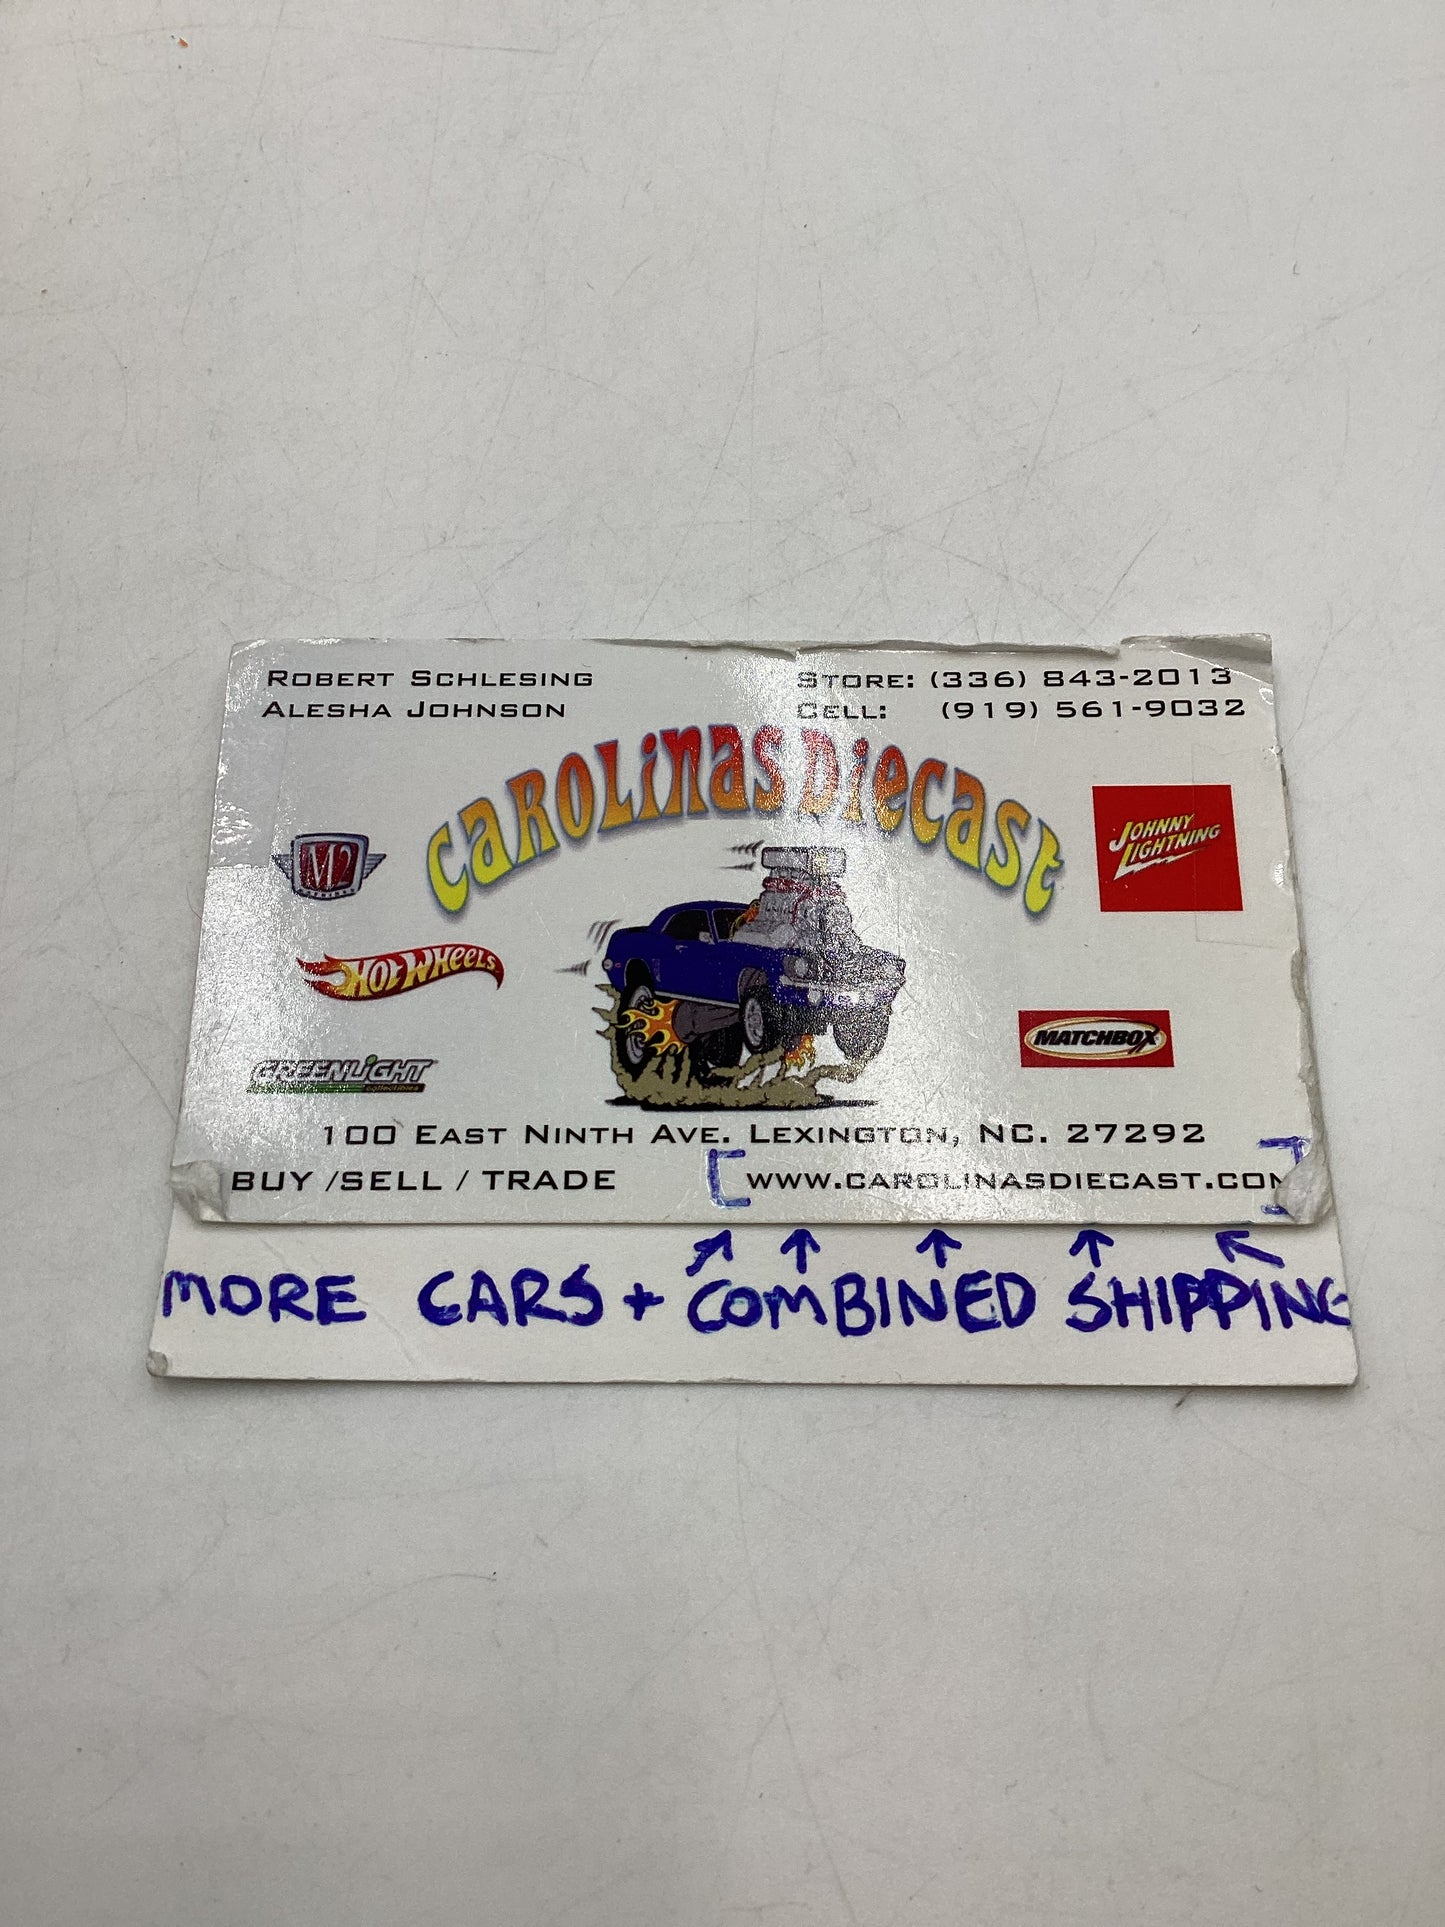 ROBERT SCHLESING
ALESHA JOHNSON
STORE: (336) 843-2013
CELL: (919) 561-9032
CAROLINAS DIECAST
M2
JOHNNY
LIGHTNING
HOT WHEELS
MATCHBOX
GREENLIGHT
collectibles
100 EAST NINTH AVE. LEXINGTON, NC. 27292
BUY /SELL / TRADE
[WWW.CAROLINASDIECAST.COM]
MORE CARS + COMBINED SHIPPING